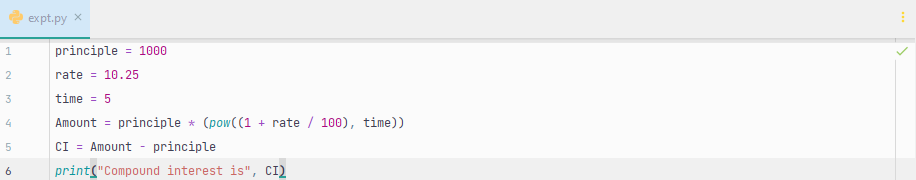 expt.py
1 principle = 1000
2 rate = 10.25
3 time = 5
4 Amount = principle * (pow((1 + rate / 100), time))
5 CI = Amount - principle
6 print("Compound interest is", CI)